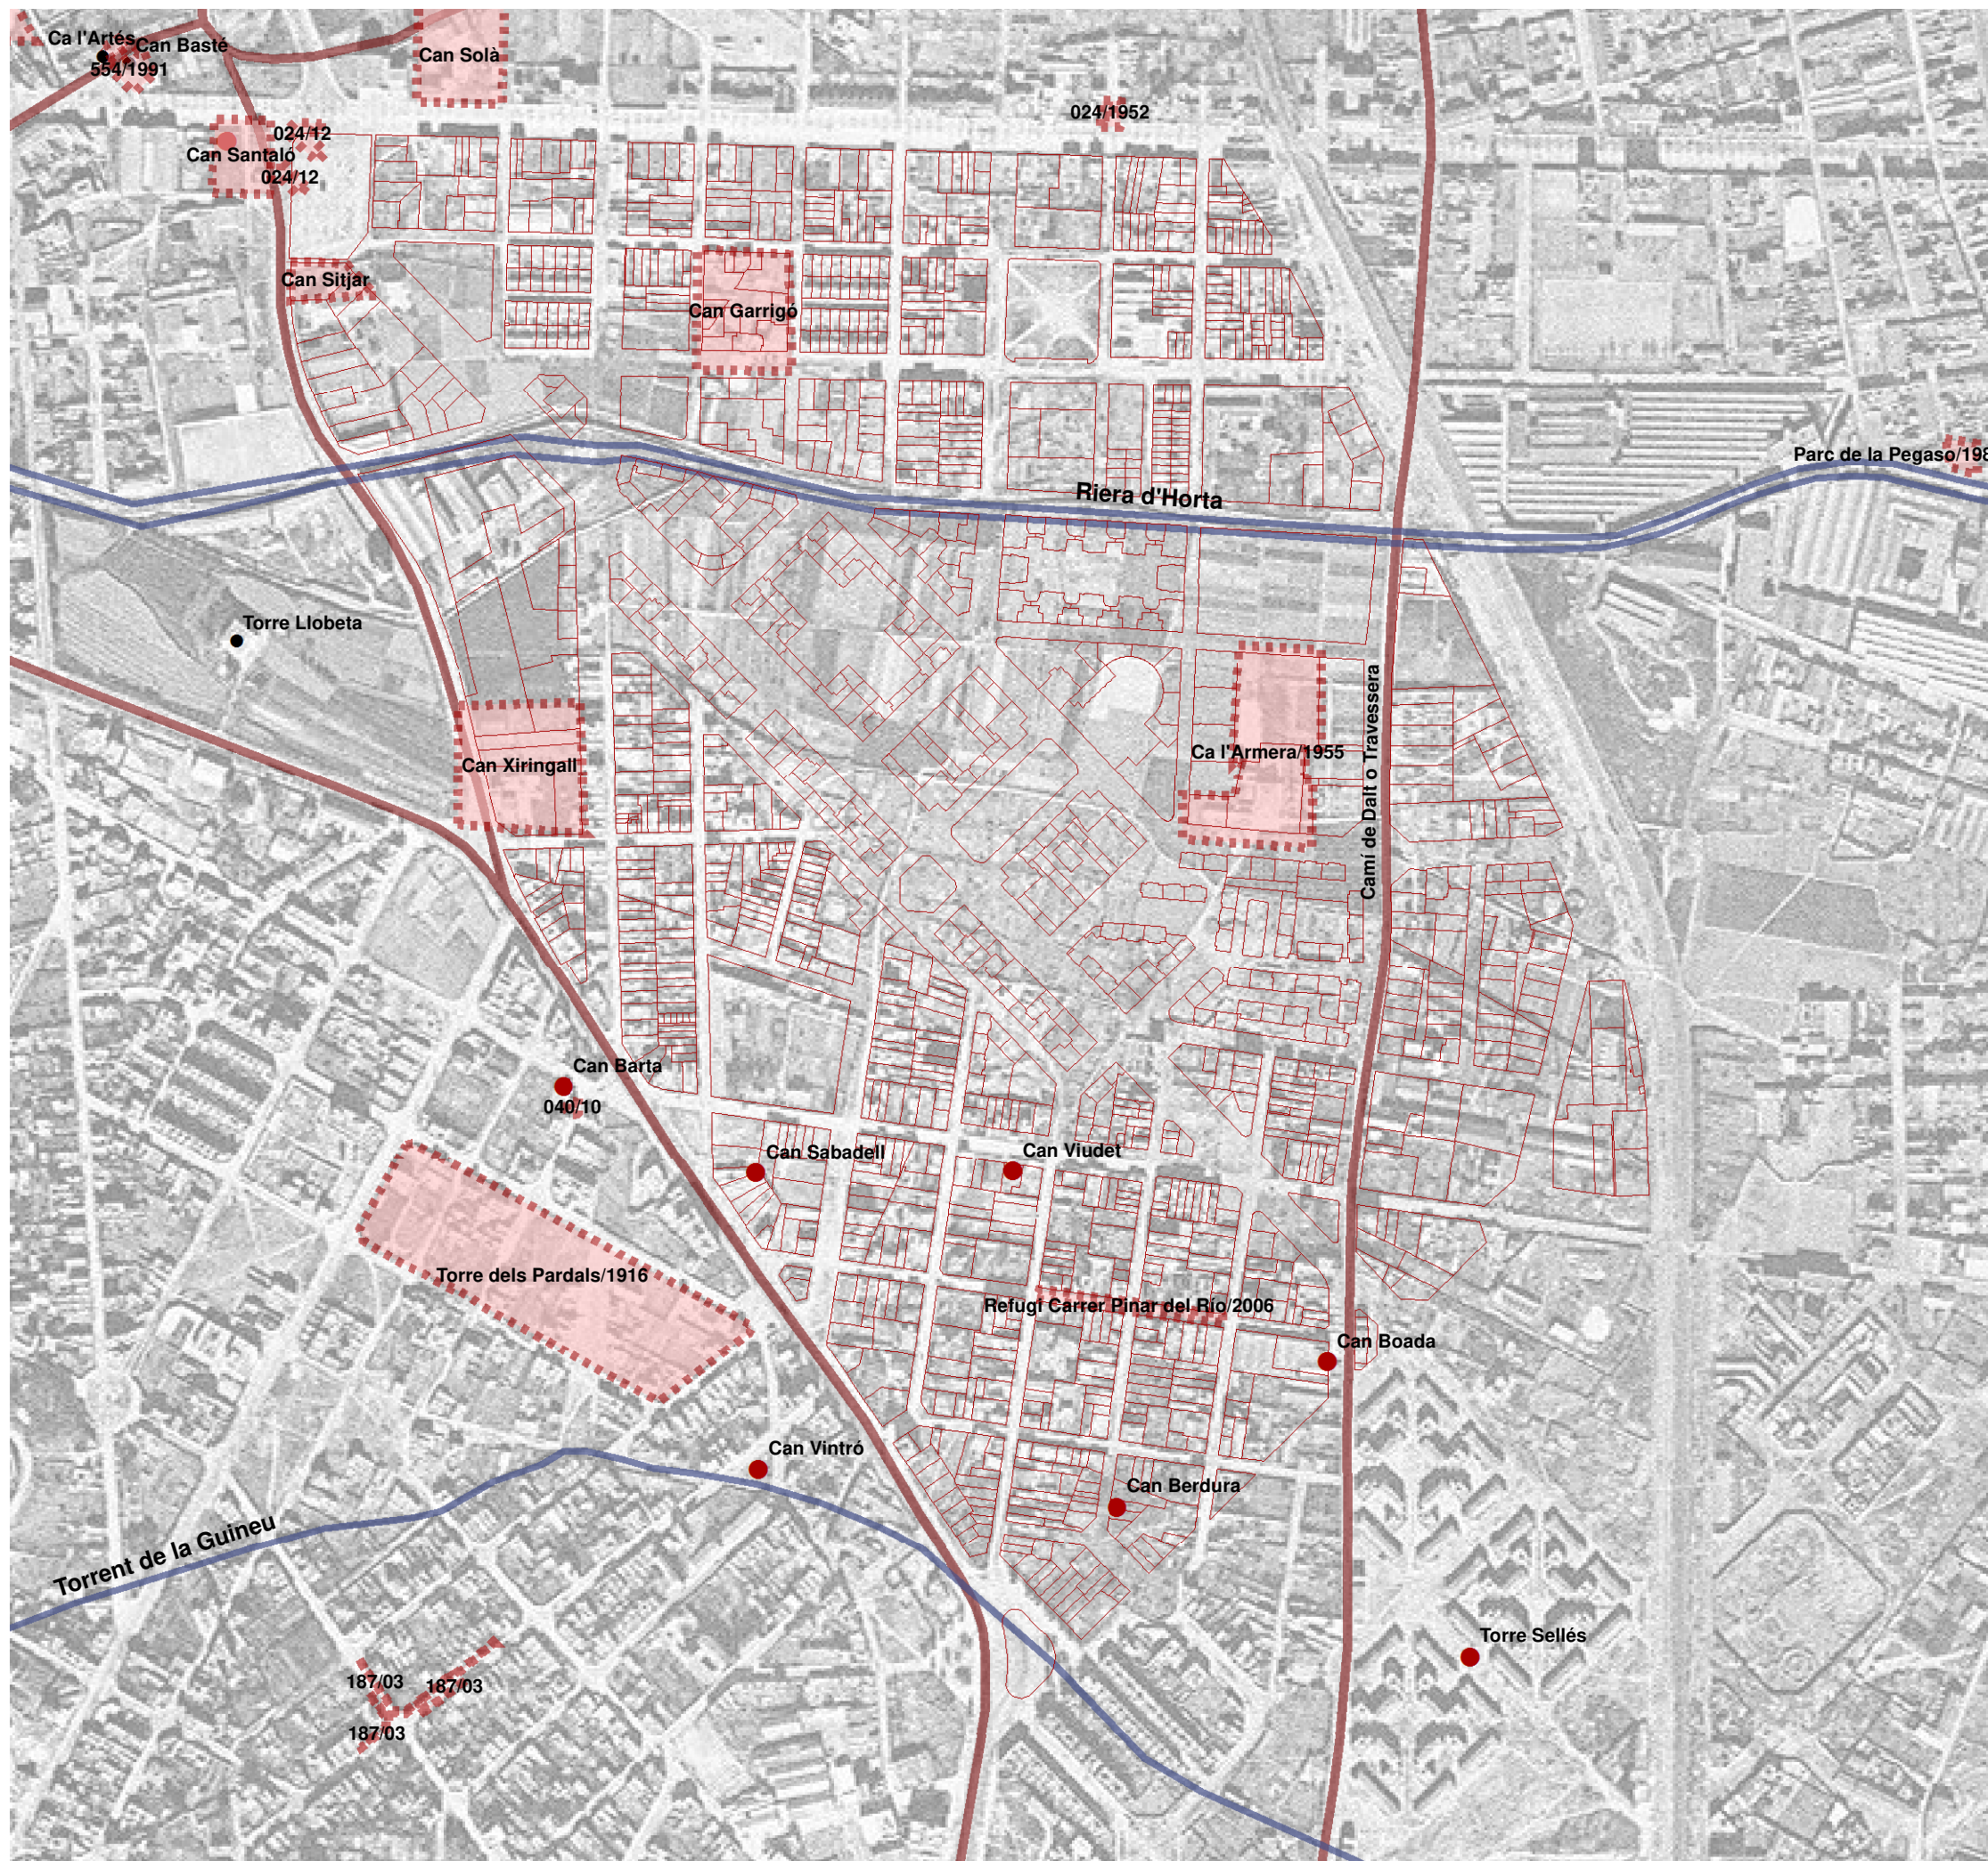 Ca l'Artés
Can Basté
554/1991
Can Solà
024/1952
024/12
Can Santaló
024/12
Can Sitjar
Can Garrigó
Parc de la Pegaso/198
Riera d'Horta
Torre Llobeta
Ca l'Armera/1955
Can Xiringall
Camí de Dalt o Travessera
Can Barta
040/10
Can Sabadell
Can Viudet
Torre dels Pardals/1916
Refugi Carrer Pinar del Río/2006
Can Boada
Can Vintró
Can Berdura
Torrent de la Guineu
Torre Sellés
187/03
187/03
187/03